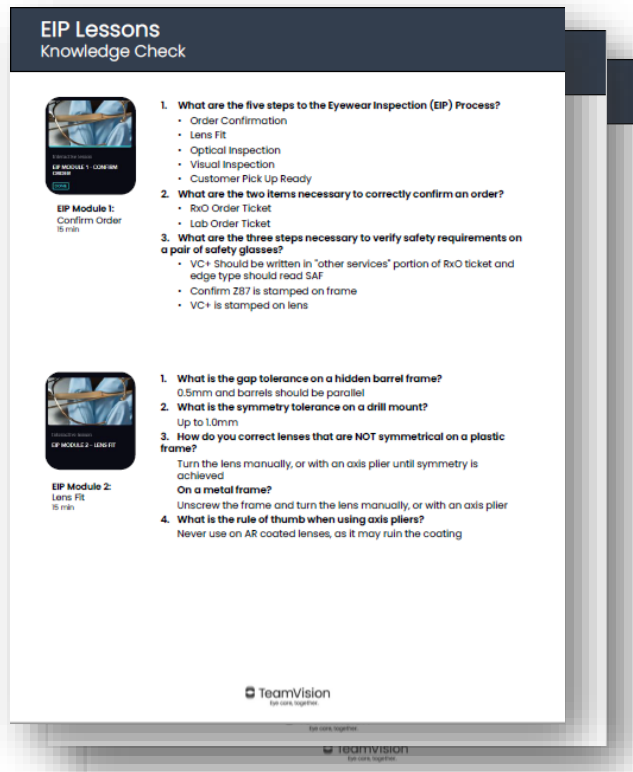 EIP Lessons
Knowledge Check
Interactive lesson
EIP MODULE 1 - CONFIRM
ORDER
EIP Module 1:
Confirm Order
15 min
1. What are the five steps to the Eyewear Inspection (EIP) Process?
• Order Confirmation
• Lens Fit
• Optical Inspection
• Visual Inspection
• Customer Pick Up Ready
2. What are the two items necessary to correctly confirm an order?
• RxO Order Ticket
• Lab Order Ticket
3. What are the three steps necessary to verify safety requirements on
a pair of safety glasses?
• VC+ Should be written in "other services" portion of RxO ticket and
edge type should read SAF
• Confirm Z87 is stamped on frame
• VC+ is stamped on lens
Interactive lesson
EIP MODULE 2 - LENS FIT
EIP Module 2:
Lens Fit
15 min
1. What is the gap tolerance on a hidden barrel frame?
0.5mm and barrels should be parallel
2. What is the symmetry tolerance on a drill mount?
Up to 1.0mm
3. How do you correct lenses that are NOT symmetrical on a plastic
frame?
Turn the lens manually, or with an axis plier until symmetry is
achieved
On a metal frame?
Unscrew the frame and turn the lens manually, or with an axis plier
4. What is the rule of thumb when using axis pliers?
Never use on AR coated lenses, as it may ruin the coating
TeamVision
Eye care, together.
Eye care, together.
TeamVision
Eye care, together.